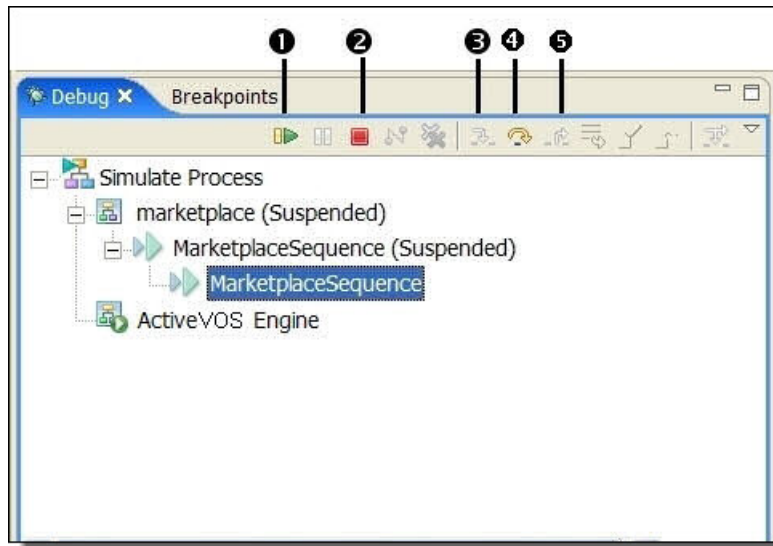 ❶ ❷ ❸ ❹ ❺
Debug Breakpoints
Simulate Process
marketplace (Suspended)
MarketplaceSequence (Suspended)
MarketplaceSequence
ActiveVOS Engine